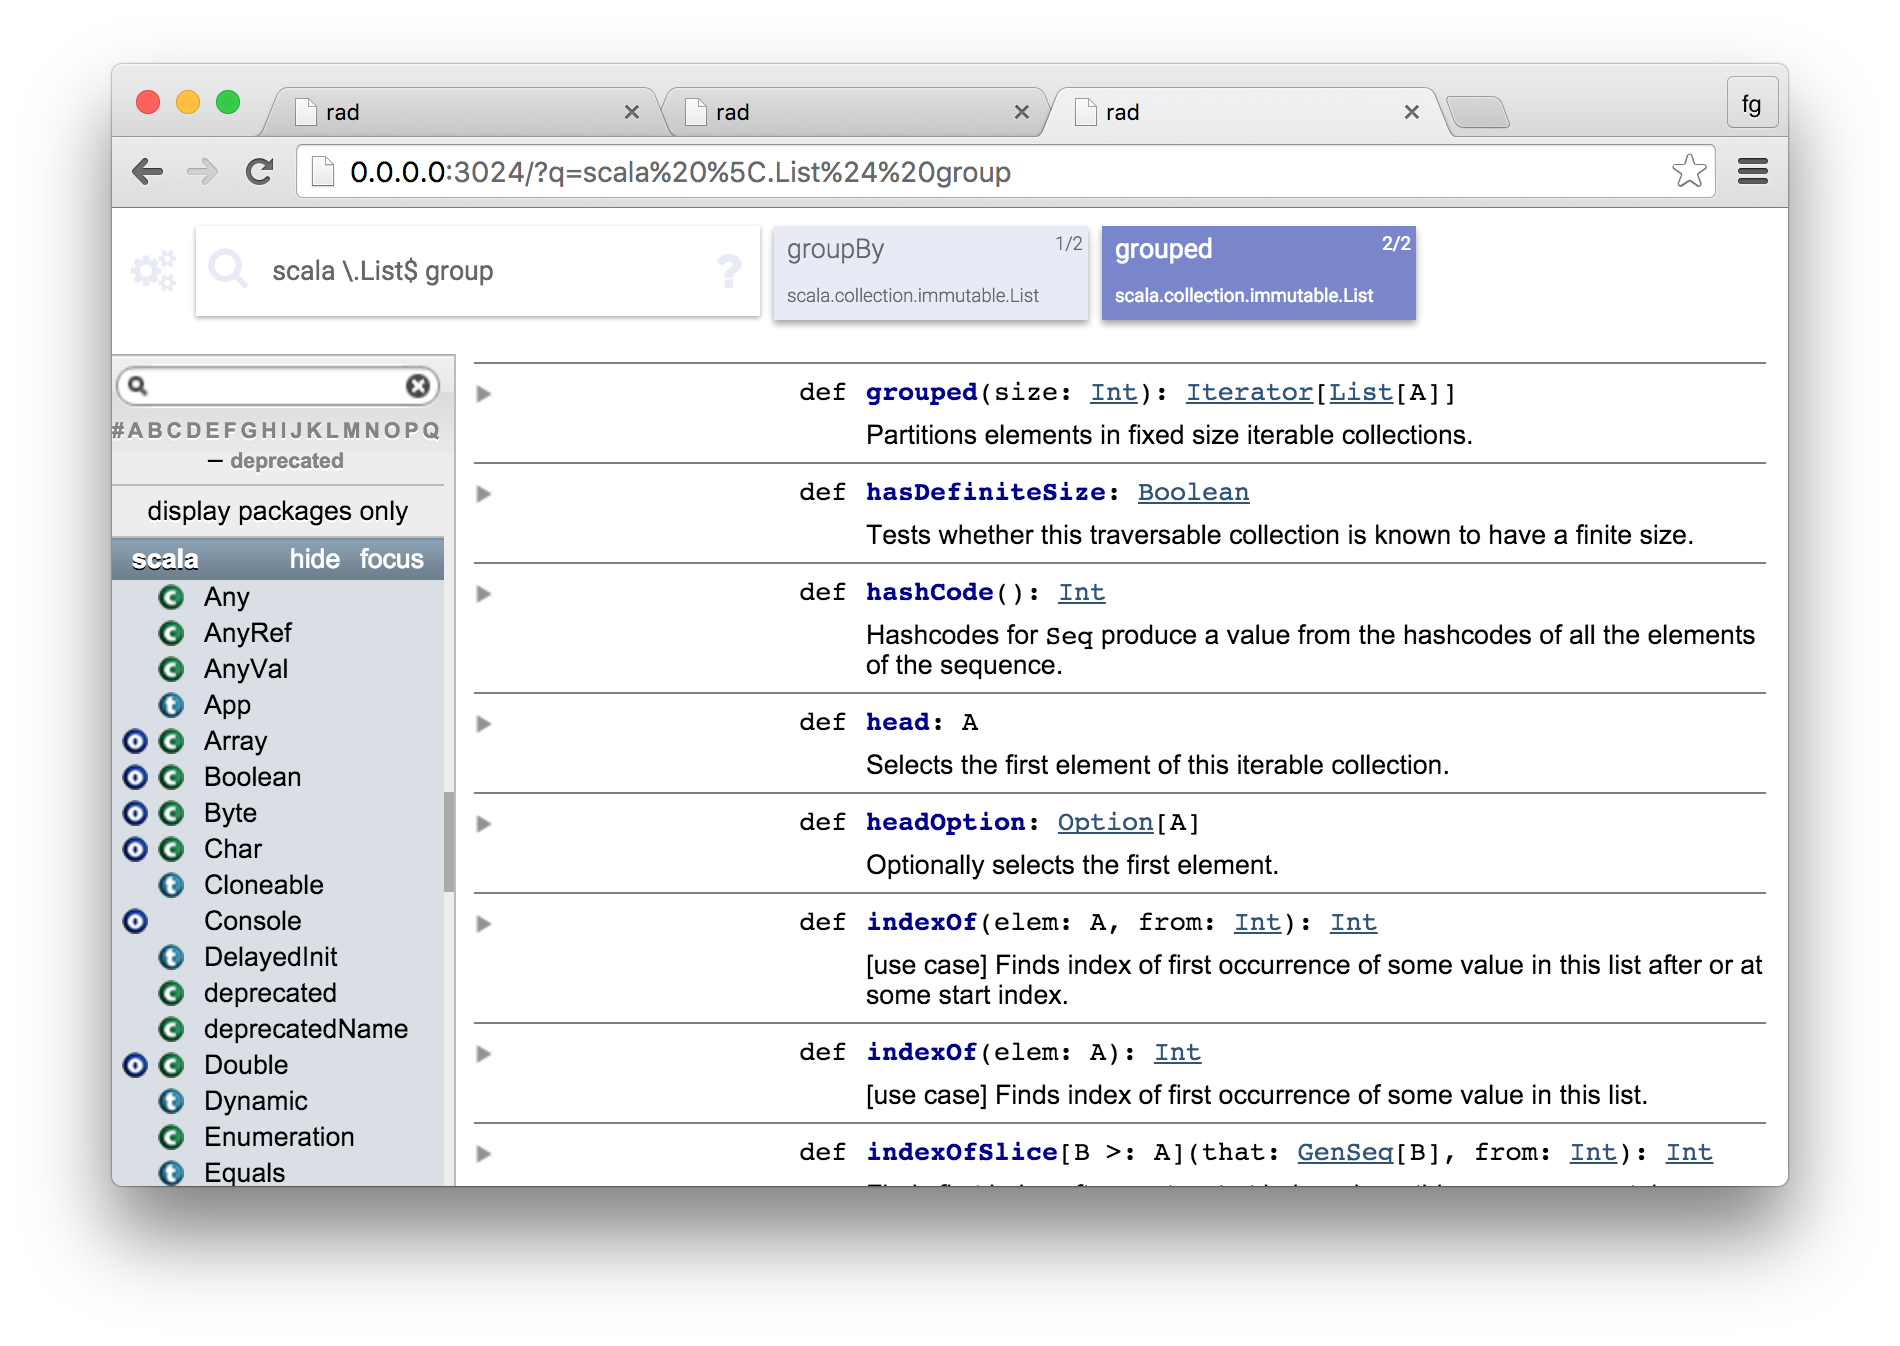 rad
rad
rad
fg
0.0.0.0:3024/?q=scala%20%5C.List%24%20group
scala \.List$ group
?
groupBy 1/2
scala.collection.immutable.List
grouped 2/2
scala.collection.immutable.List
#ABCDEFGHIJKLMNOPQ
– deprecated
display packages only
scala hide focus
Any
AnyRef
AnyVal
App
Array
Boolean
Byte
Char
Cloneable
Console
DelayedInit
deprecated
deprecatedName
Double
Dynamic
Enumeration
Equals
def grouped(size: Int): Iterator[List[A]]
Partitions elements in fixed size iterable collections.
def hasDefiniteSize: Boolean
Tests whether this traversable collection is known to have a finite size.
def hashCode(): Int
Hashcodes for Seq produce a value from the hashcodes of all the elements
of the sequence.
def head: A
Selects the first element of this iterable collection.
def headOption: Option[A]
Optionally selects the first element.
def indexOf(elem: A, from: Int): Int
[use case] Finds index of first occurrence of some value in this list after or at
some start index.
def indexOf(elem: A): Int
[use case] Finds index of first occurrence of some value in this list.
def indexOfSlice[B >: A](that: GenSeq[B], from: Int): Int